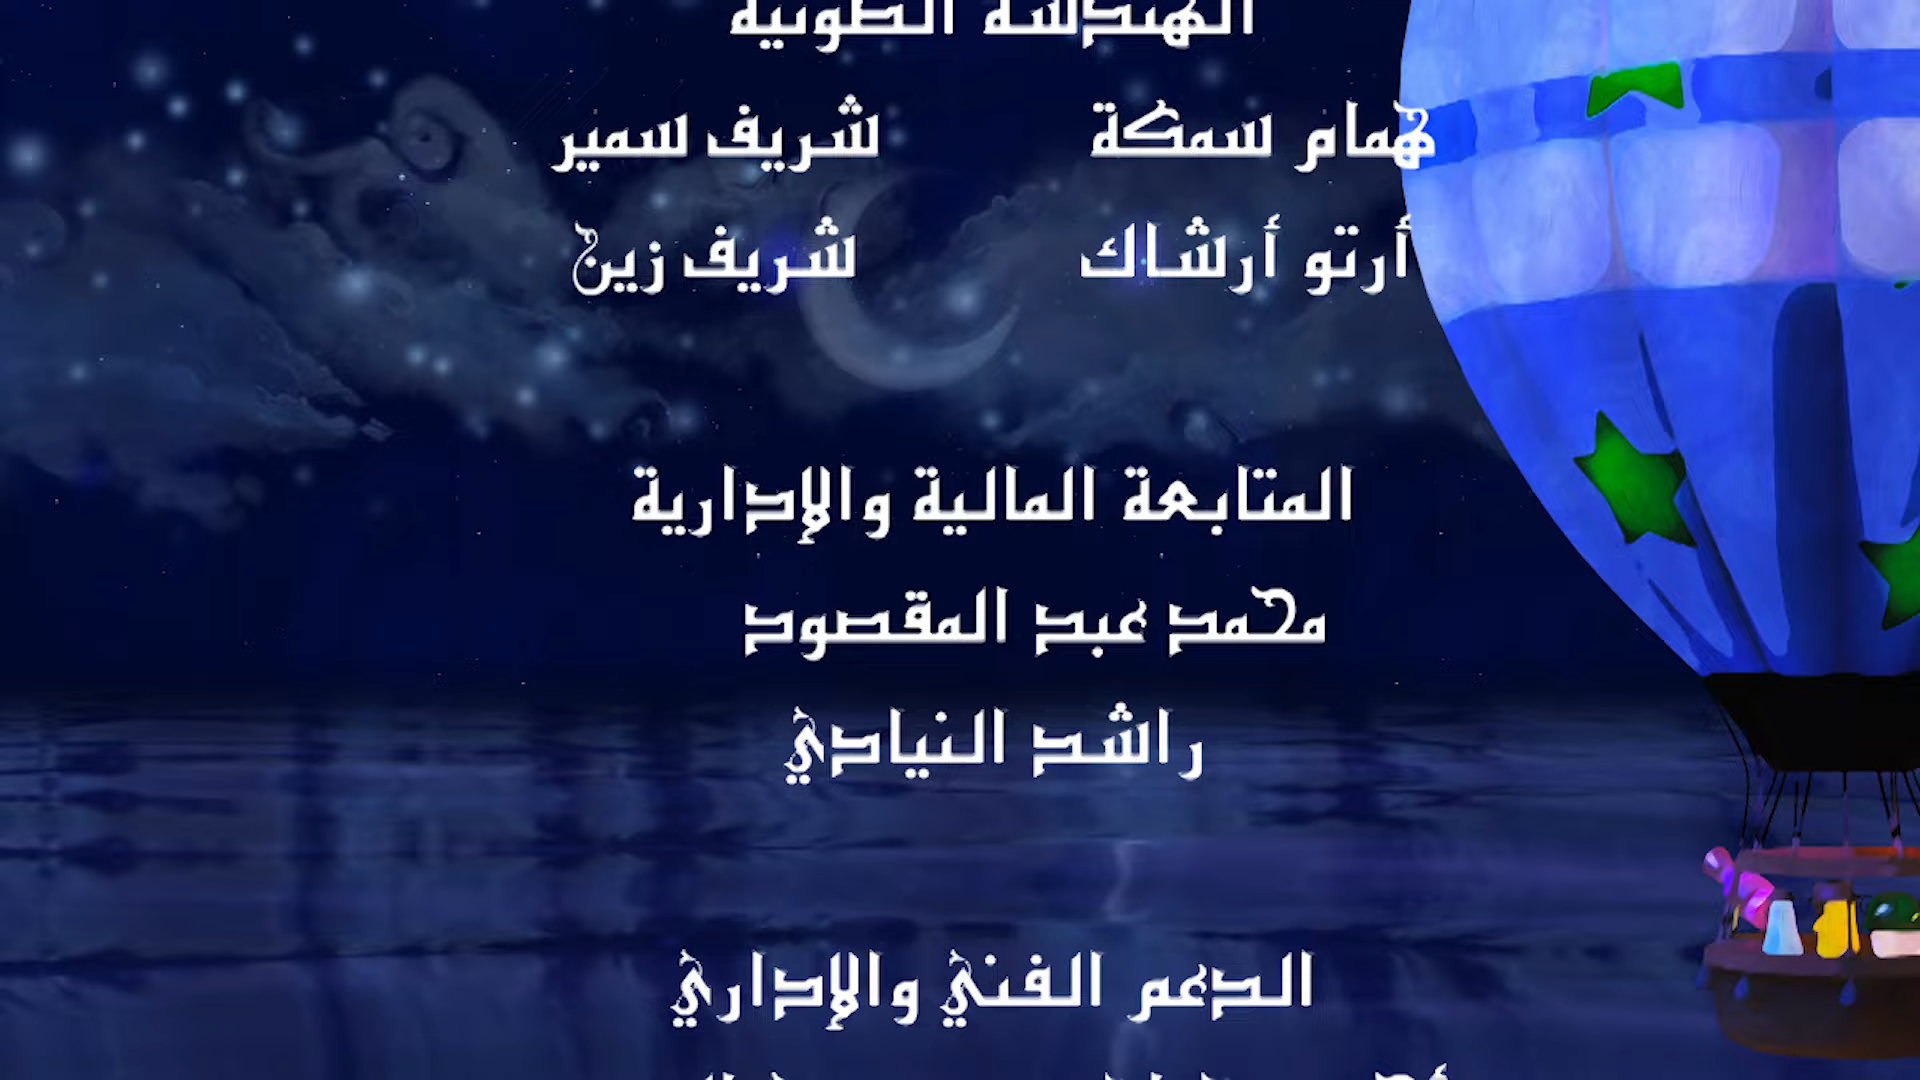 الهندسة الصوتية
همام سمكة شريف سمير
أرتو أرشاك شريف زين
المتابعة المالية والإدارية
محمد عبد المقصود
راشد النيادي
الدعم الفني والإداري